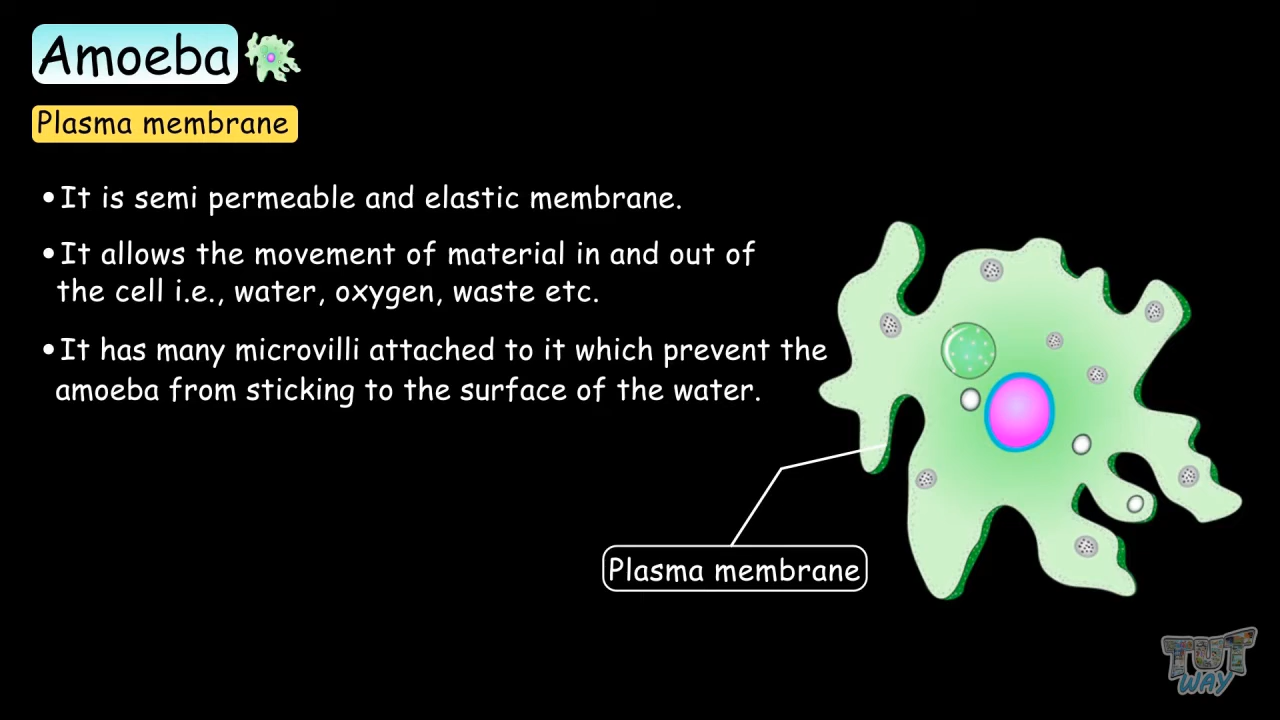 Amoeba
Plasma membrane
•It is semi permeable and elastic membrane.
•It allows the movement of material in and out of
the cell i.e., water, oxygen, waste etc.
•It has many microvilli attached to it which prevent the
amoeba from sticking to the surface of the water.
Plasma membrane
TUT
WAY